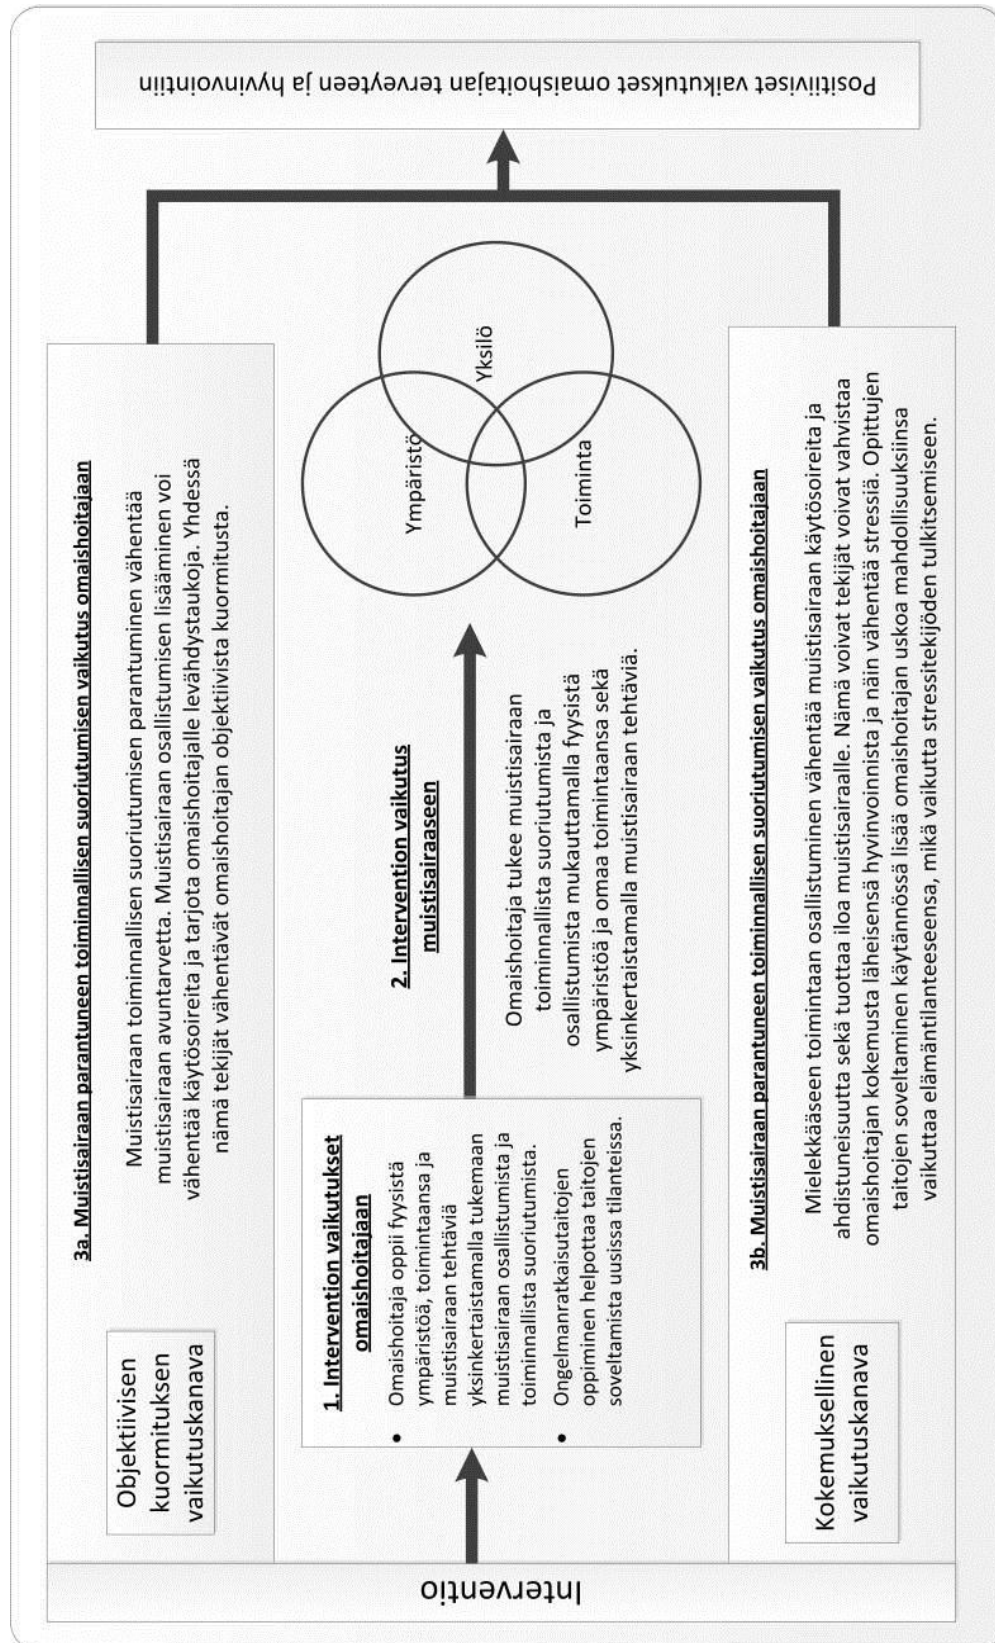 Interventio
Objektiivisen
kuormituksen
vaikutuskanava
3a. Muistisairaan parantuneen toiminnallisen suoriutumisen vaikutus omaishoitajaan
Muistisairaan toiminnallisen suoriutumisen parantuminen vähentää
muistisairaan avuntarvetta. Muistisairaan osallistumisen lisääminen voi
vähentää käytösoireita ja tarjota omaishoitajalle levähdystaukoja. Yhdessä
nämä tekijät vähentävät omaishoitajan objektiivista kuormitusta.
1. Intervention vaikutukset
omaishoitajaan
• Omaishoitaja oppii fyysistä
ympäristöä, toimintaansa ja
muistisairaan tehtäviä
yksinkertaistamalla tukemaan
muistisairaan osallistumista ja
toiminnallista suoriutumista.
• Ongelmanratkaisutaitojen
oppiminen helpottaa taitojen
soveltamista uusissa tilanteissa.
2. Intervention vaikutus
muistisairaaseen
Omaishoitaja tukee muistisairaan
toiminnallista suoriutumista ja
osallistumista mukauttamalla fyysistä
ympäristöä ja omaa toimintaansa sekä
yksinkertaistamalla muistisairaan tehtäviä.
Ympäristö
Yksilö
Toiminta
Kokemuksellinen
vaikutuskanava
3b. Muistisairaan parantuneen toiminnallisen suoriutumisen vaikutus omaishoitajaan
Mielekkääseen toimintaan osallistuminen vähentää muistisairaan käytösoireita ja
ahdistuneisuutta sekä tuottaa iloa muistisairaalle. Nämä voivat tekijät voivat vahvistaa
omaishoitajan kokemusta läheisensä hyvinvoinnista ja näin vähentää stressiä. Opittujen
taitojen soveltaminen käytännössä lisää omaishoitajan uskoa mahdollisuuksiinsa
vaikuttaa elämäntilanteeseensa, mikä vaikutta stressitekijöden tulkitsemiseen.
Positiiviset vaikutukset omaishoitajan terveyteen ja hyvinvointiin